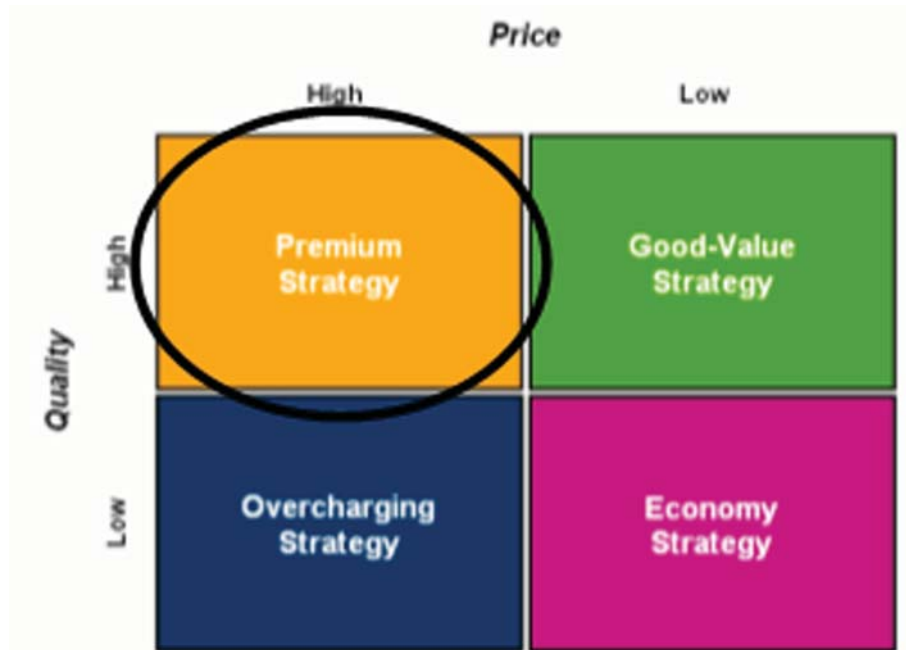 Price
High
Low
Quality
High
Premium
Strategy
Good-Value
Strategy
Low
Overcharging
Strategy
Economy
Strategy